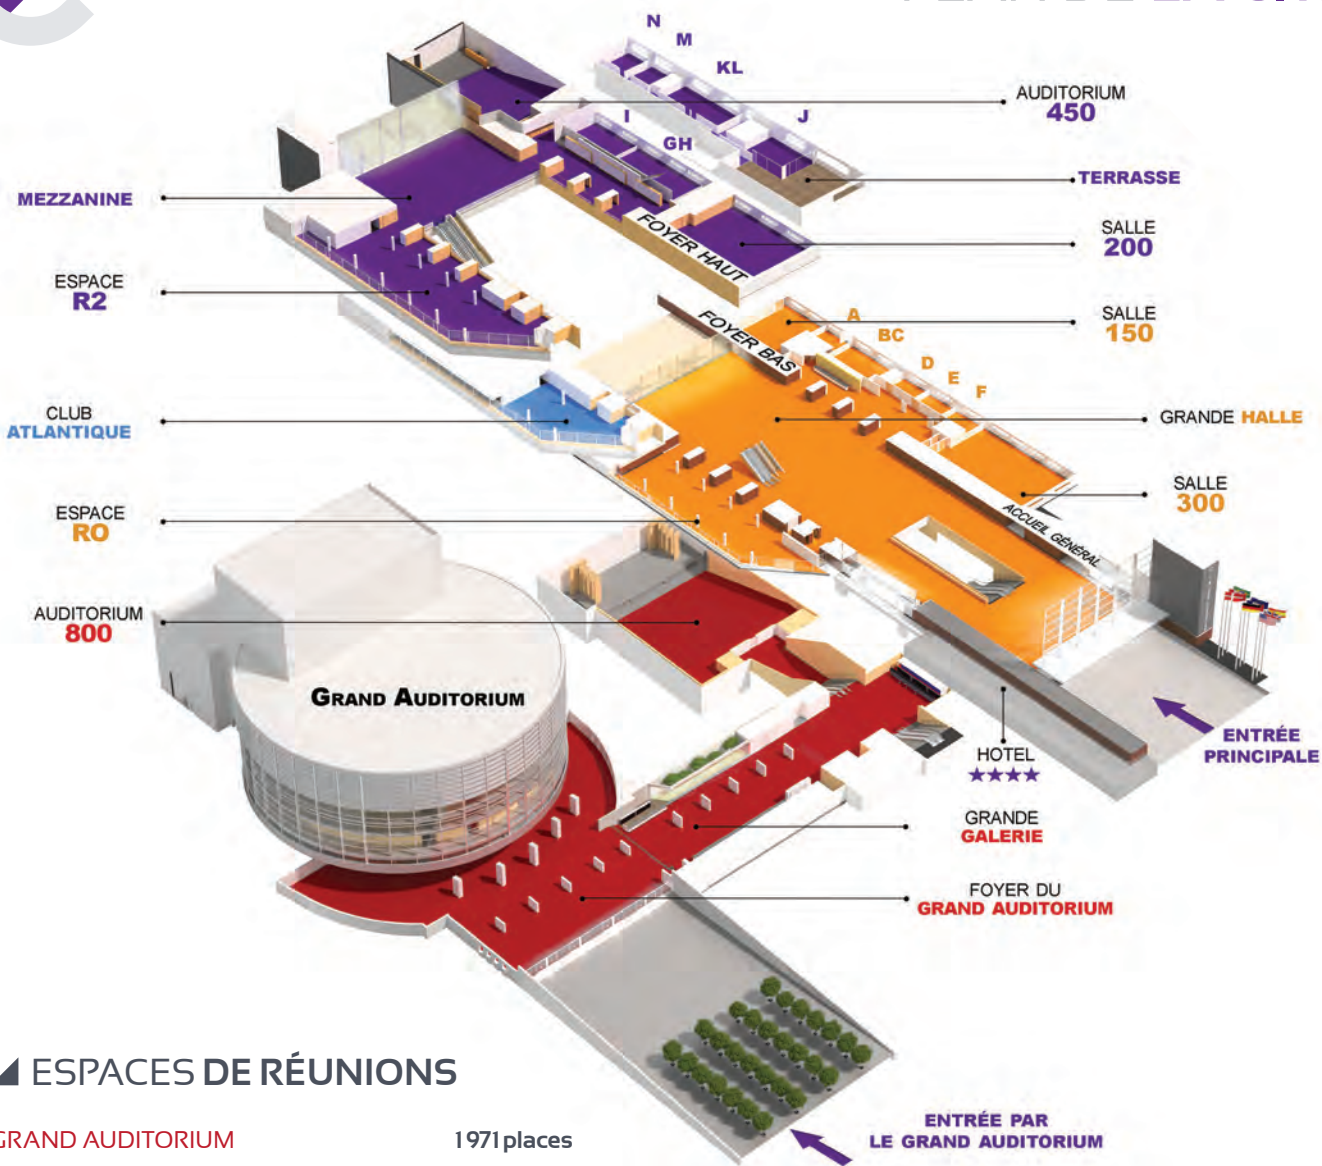 N
M
KL
J
I
GH
AUDITORIUM
450
TERRASSE
MEZZANINE
SALLE
200
FOYER HAUT
ESPACE
R2
SALLE
150
A
BC
D
E
F
FOYER BAS
CLUB
ATLANTIQUE
GRANDE HALLE
SALLE
300
ESPACE
RO
ACCUEIL GÉNÉRAL
AUDITORIUM
800
GRAND AUDITORIUM
ENTRÉE
PRINCIPALE
HOTEL
★★★★
GRANDE
GALERIE
FOYER DU
GRAND AUDITORIUM
ESPACES DE RÉUNIONS
ENTRÉE PAR
LE GRAND AUDITORIUM
GRAND AUDITORIUM 1971 places